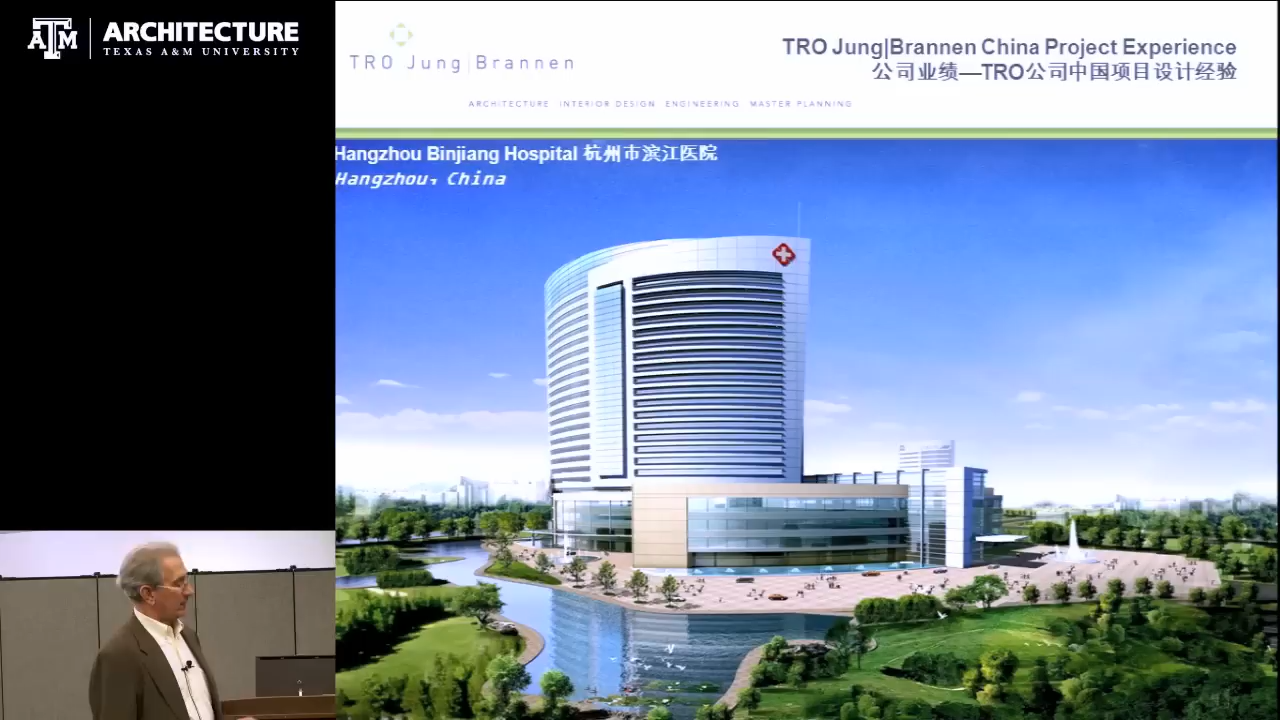 ATM
ARCHITECTURE
TEXAS A&M UNIVERSITY
TRO Jung|Brannen
ARCHITECTURE INTERIOR DESIGN ENGINEERING MASTER PLANNING
TRO Jung|Brannen China Project Experience
公司业绩—TRO公司中国项目设计经验
Hangzhou Binjiang Hospital 杭州市滨江医院
Hangzhou, China